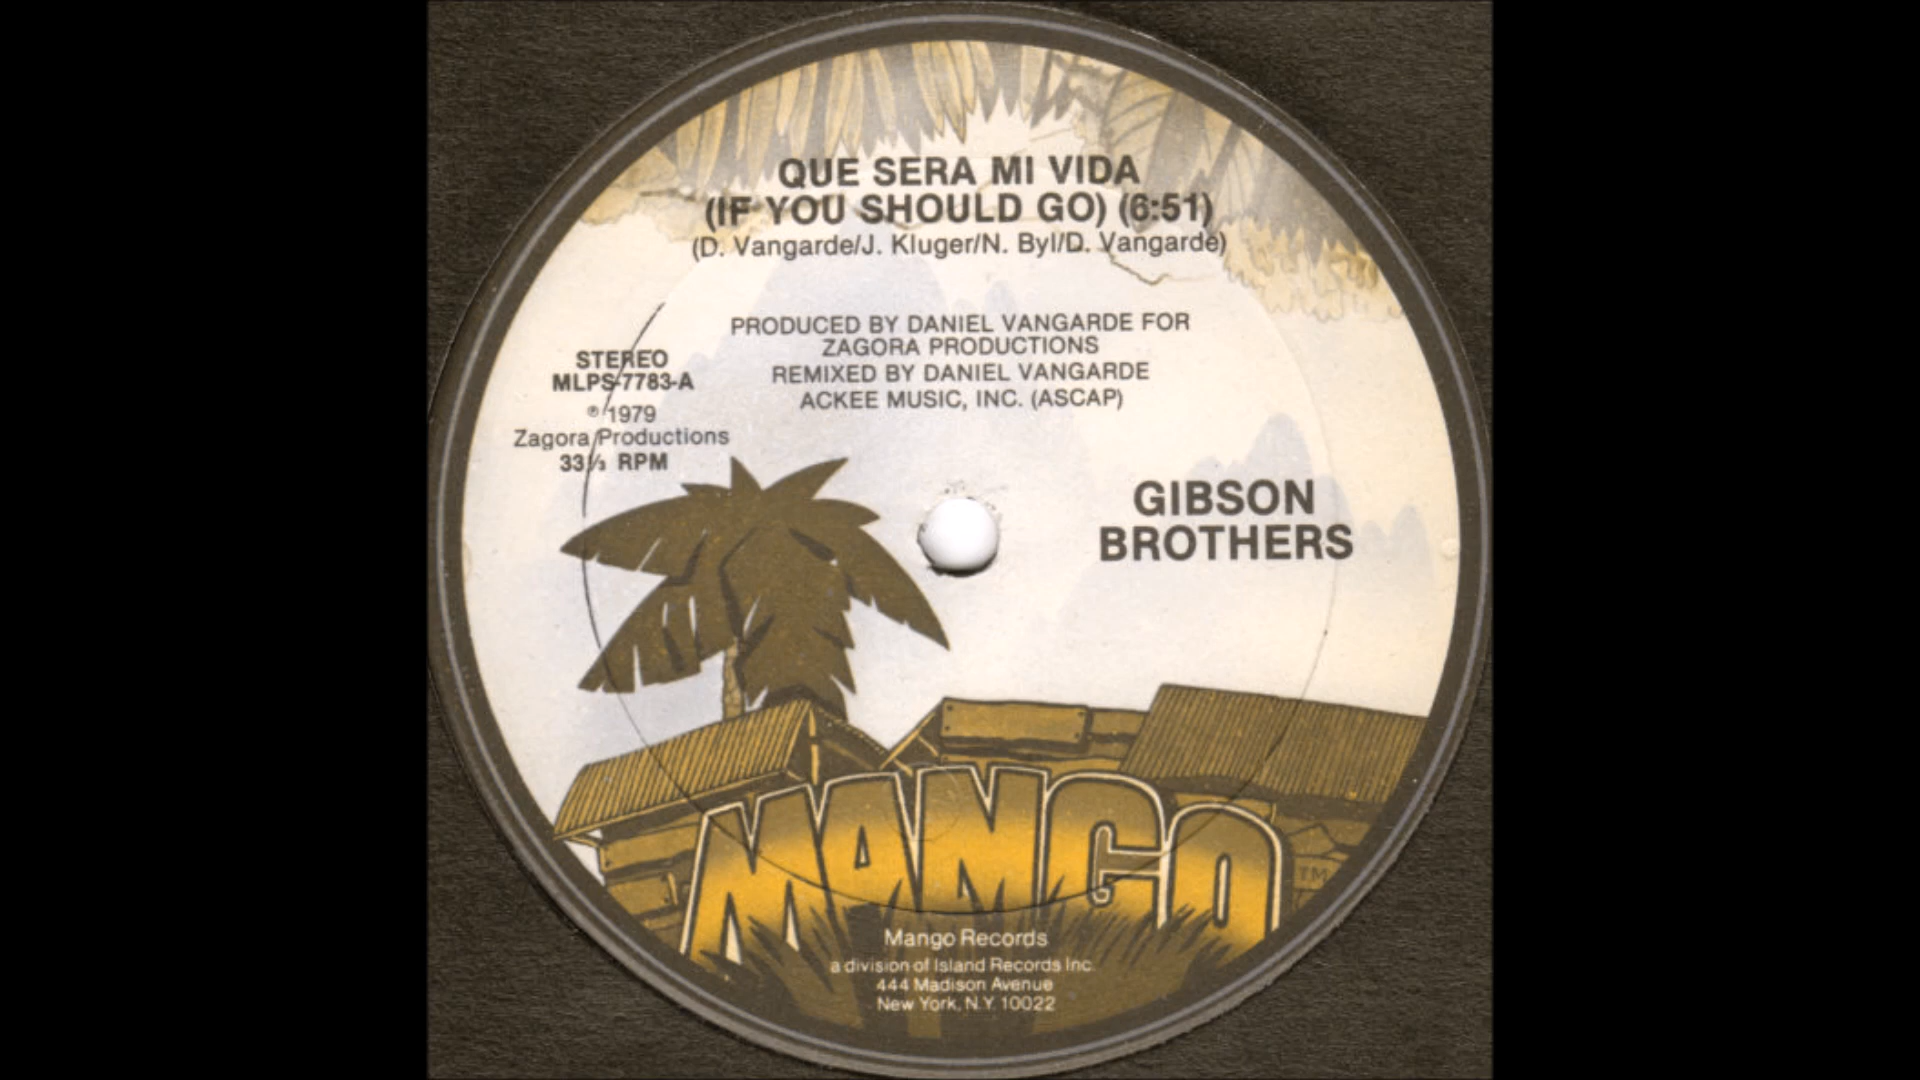 QUE SERA MI VIDA
(IF YOU SHOULD GO) (6:51)
(D. Vangarde/J. Kluger/N. Byl/D. Vangarde)
PRODUCED BY DANIEL VANGARDE FOR
ZAGORA PRODUCTIONS
REMIXED BY DANIEL VANGARDE
ACKEE MUSIC, INC. (ASCAP)
STEREO
MLPS-7783-A
℗ 1979
Zagora Productions
33⅓ RPM
GIBSON
BROTHERS
MANGO
TM
Mango Records
a division of Island Records Inc.
444 Madison Avenue
New York, N.Y. 10022